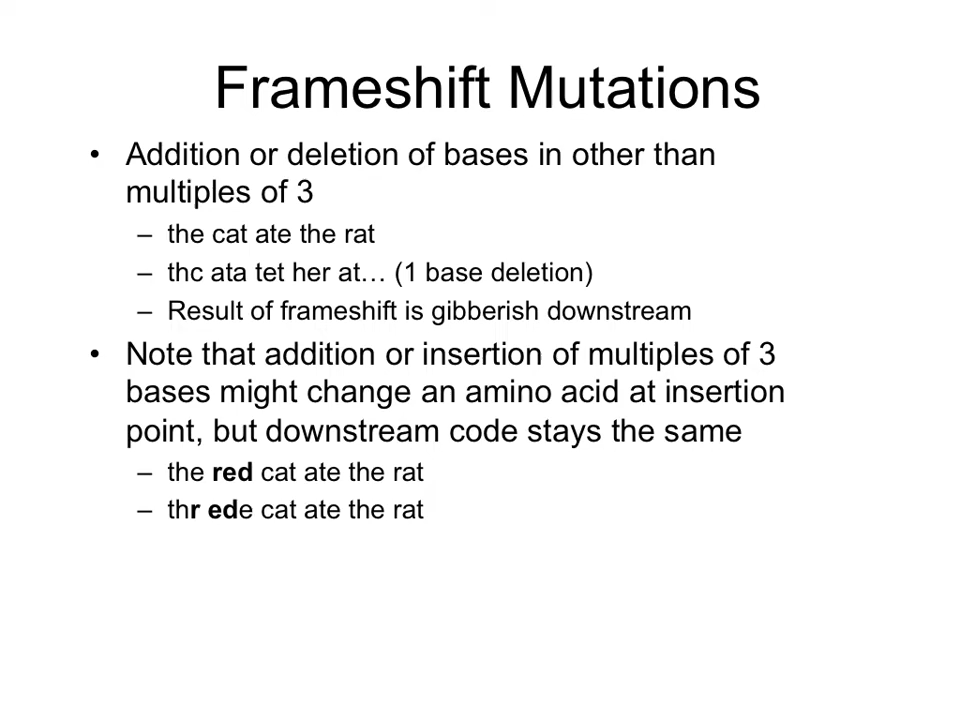 Frameshift Mutations
• Addition or deletion of bases in other than
multiples of 3
– the cat ate the rat
– thc ata tet her at… (1 base deletion)
– Result of frameshift is gibberish downstream
• Note that addition or insertion of multiples of 3
bases might change an amino acid at insertion
point, but downstream code stays the same
– the red cat ate the rat
– thr ede cat ate the rat